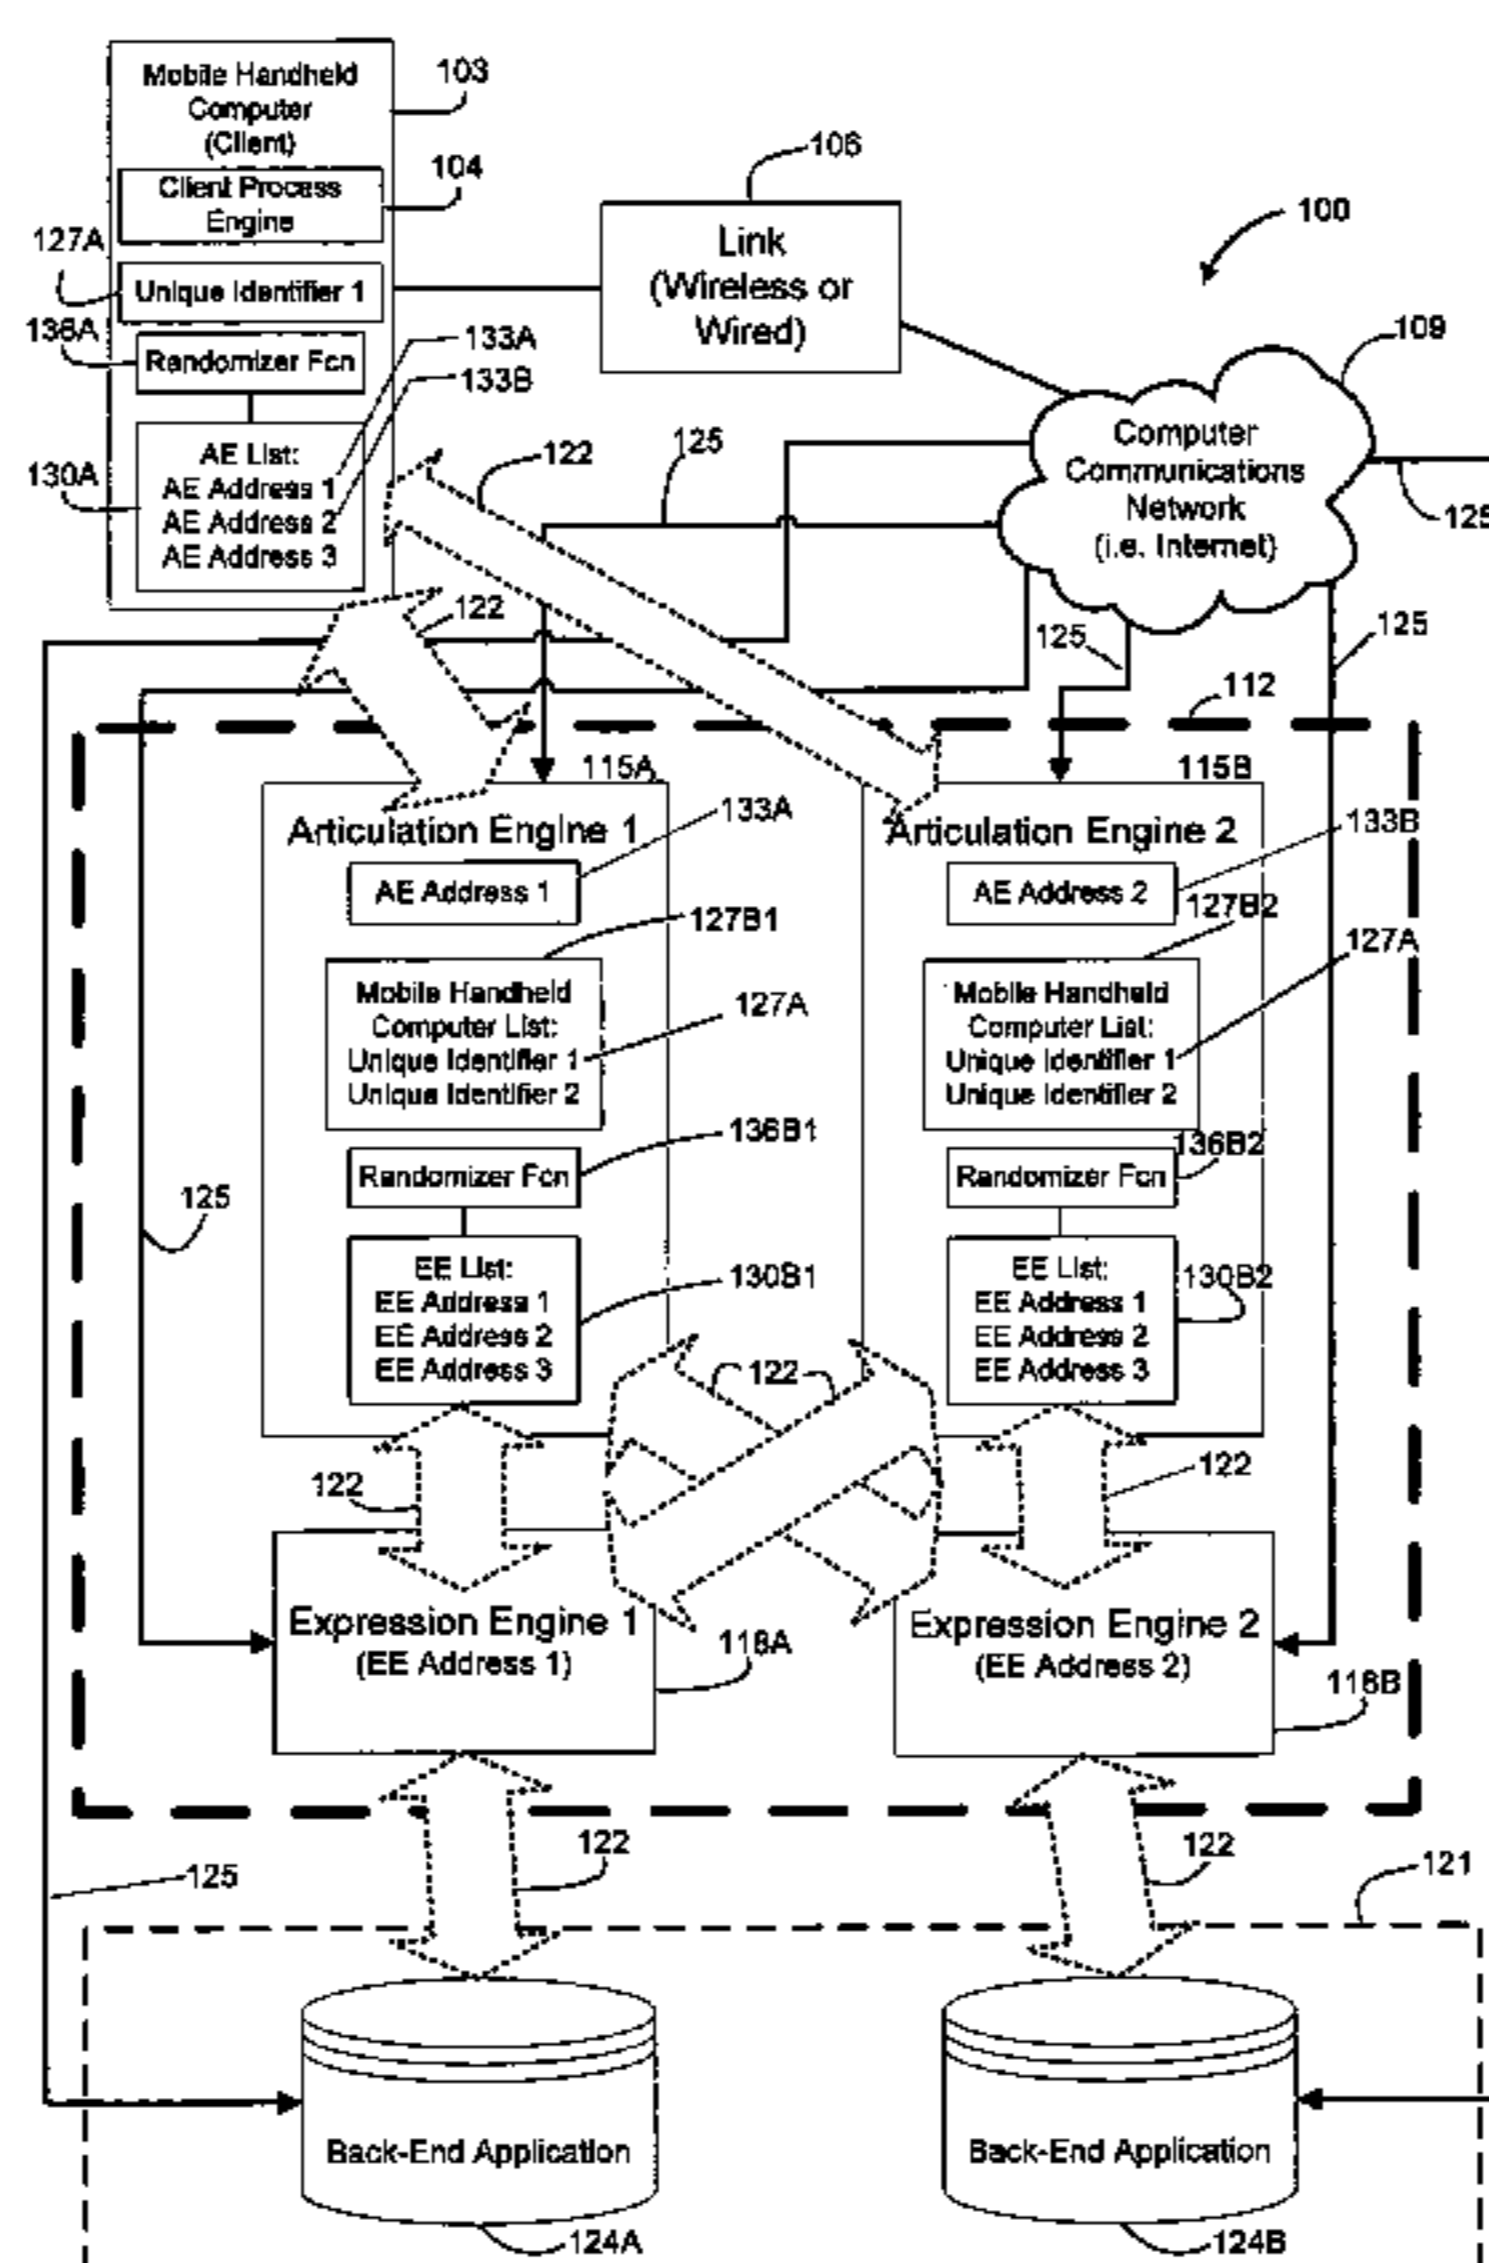 Mobile Handheld
Computer
(Client)
103
Client Process
Engine
104
127A
Unique Identifier 1
136A
Randomizer Fcn
133A
133B
130A
AE List:
AE Address 1
AE Address 2
AE Address 3
106
Link
(Wireless or
Wired)
100
109
Computer
Communications
Network
(i.e. Internet)
125
122
125
122
125
125
112
115A
Articulation Engine 1
133A
AE Address 1
127B1
Mobile Handheld
Computer List:
Unique Identifier 1
Unique Identifier 2
127A
136B1
Randomizer Fcn
EE List:
EE Address 1
EE Address 2
EE Address 3
130B1
115B
Articulation Engine 2
133B
AE Address 2
127B2
127A
Mobile Handheld
Computer List:
Unique Identifier 1
Unique Identifier 2
136B2
Randomizer Fcn
EE List:
EE Address 1
EE Address 2
EE Address 3
130B2
125
122
122
122
Expression Engine 1
(EE Address 1)
118A
Expression Engine 2
(EE Address 2)
118B
122
122
125
121
Back-End Application
124A
Back-End Application
124B